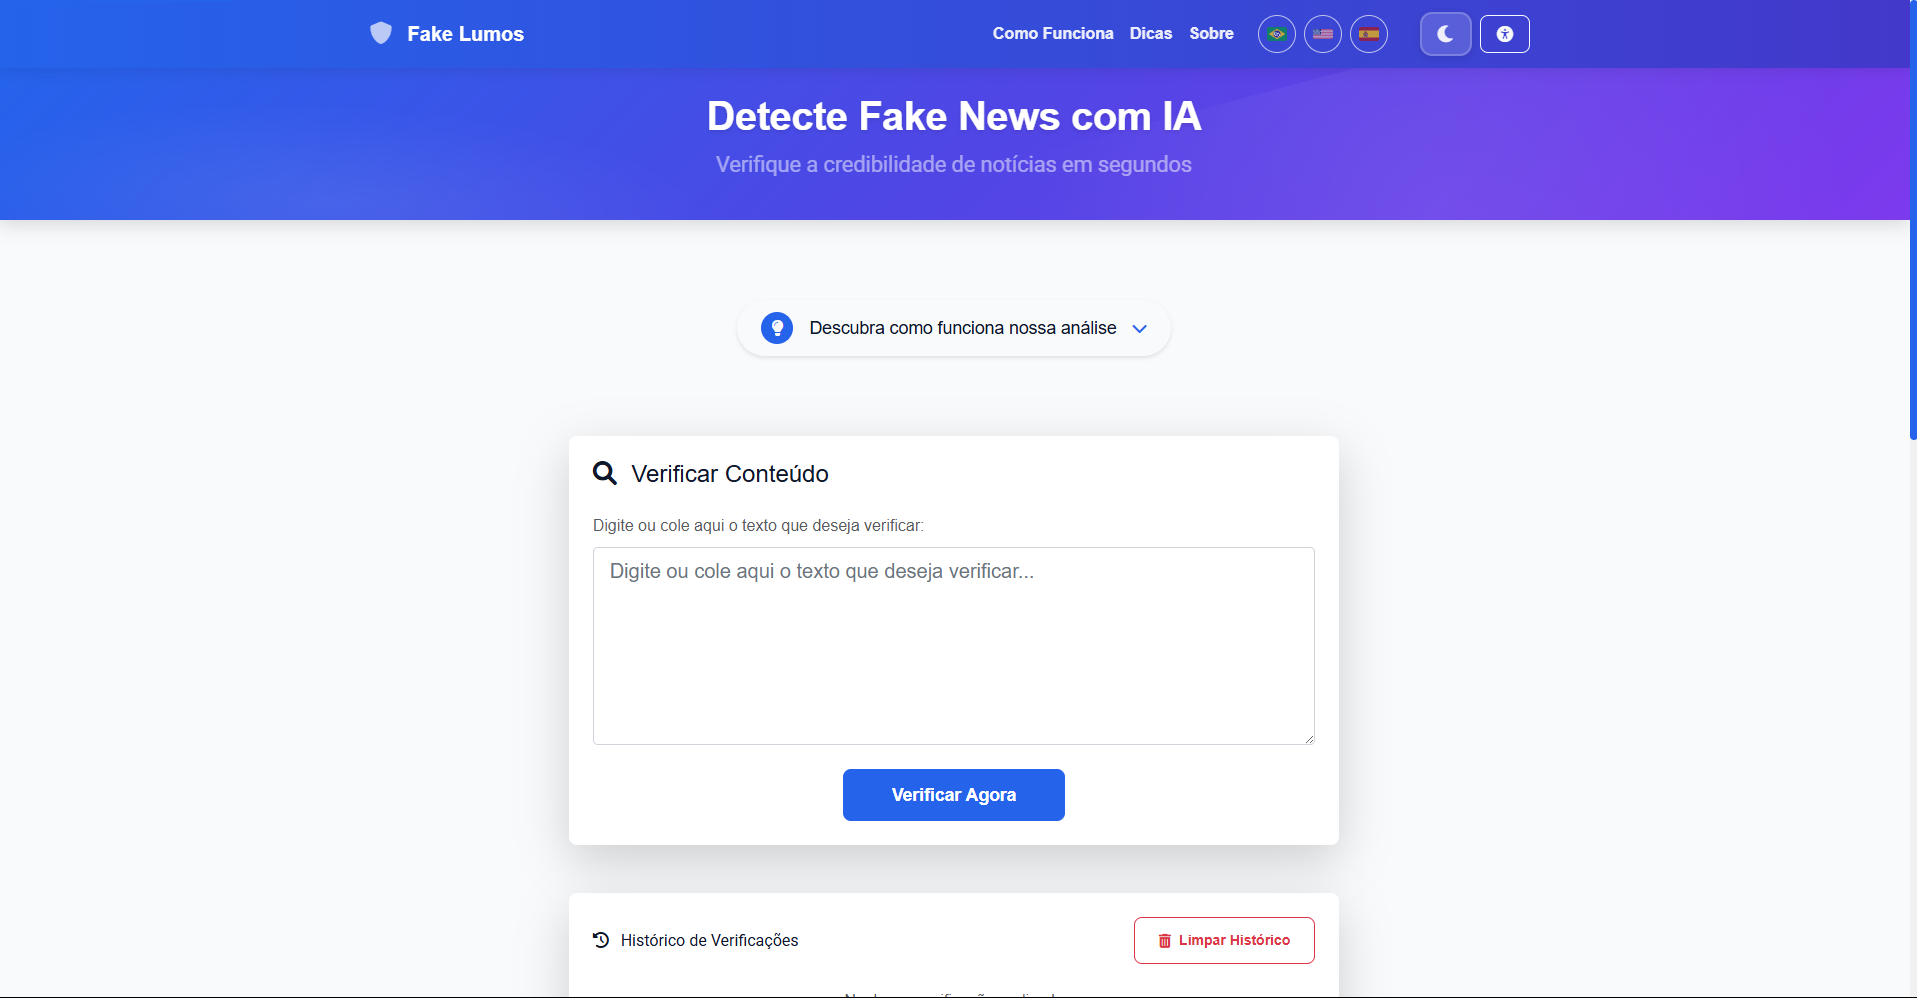 Fake Lumos
Como Funciona Dicas Sobre
Detecte Fake News com IA
Verifique a credibilidade de notícias em segundos
Descubra como funciona nossa análise
Verificar Conteúdo
Digite ou cole aqui o texto que deseja verificar:
Digite ou cole aqui o texto que deseja verificar...
Verificar Agora
Histórico de Verificações
Limpar Histórico